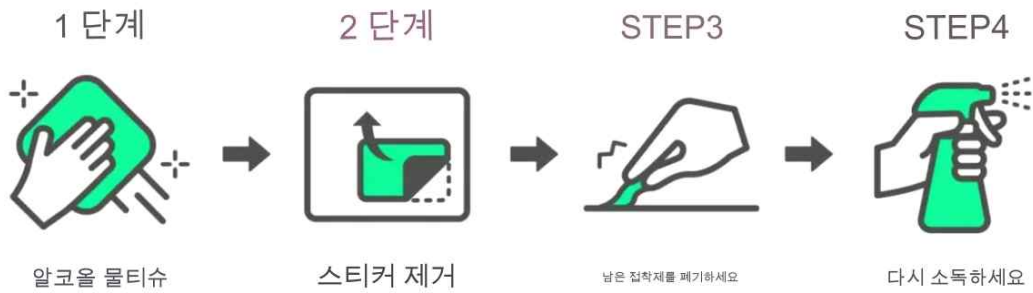 1 단계
2 단계
STEP3
STEP4
알코올 물티슈
스티커 제거
남은 접착제를 폐기하세요
다시 소독하세요